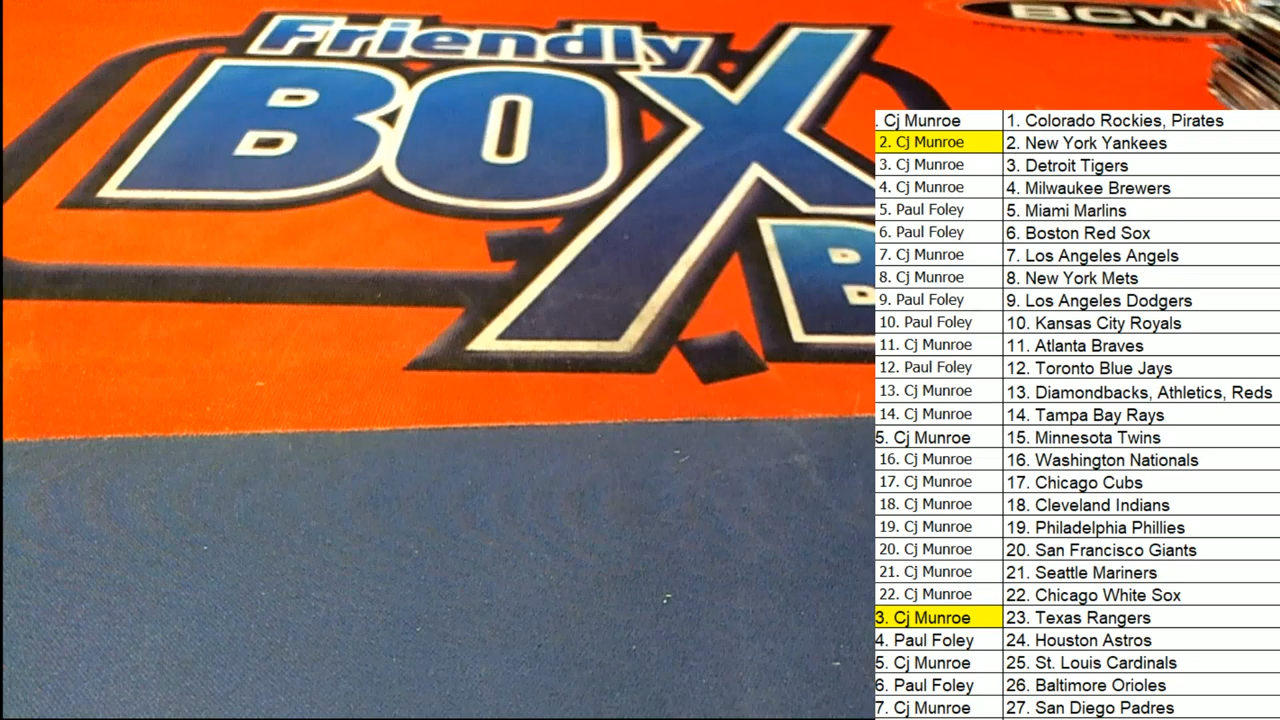 Friendly
BOX
B
BCW
. Cj Munroe 1. Colorado Rockies, Pirates
2. Cj Munroe 2. New York Yankees
3. Cj Munroe 3. Detroit Tigers
4. Cj Munroe 4. Milwaukee Brewers
5. Paul Foley 5. Miami Marlins
6. Paul Foley 6. Boston Red Sox
7. Cj Munroe 7. Los Angeles Angels
8. Cj Munroe 8. New York Mets
9. Paul Foley 9. Los Angeles Dodgers
10. Paul Foley 10. Kansas City Royals
11. Cj Munroe 11. Atlanta Braves
12. Paul Foley 12. Toronto Blue Jays
13. Cj Munroe 13. Diamondbacks, Athletics, Reds
14. Cj Munroe 14. Tampa Bay Rays
5. Cj Munroe 15. Minnesota Twins
16. Cj Munroe 16. Washington Nationals
17. Cj Munroe 17. Chicago Cubs
18. Cj Munroe 18. Cleveland Indians
19. Cj Munroe 19. Philadelphia Phillies
20. Cj Munroe 20. San Francisco Giants
21. Cj Munroe 21. Seattle Mariners
22. Cj Munroe 22. Chicago White Sox
3. Cj Munroe 23. Texas Rangers
4. Paul Foley 24. Houston Astros
5. Cj Munroe 25. St. Louis Cardinals
6. Paul Foley 26. Baltimore Orioles
7. Cj Munroe 27. San Diego Padres